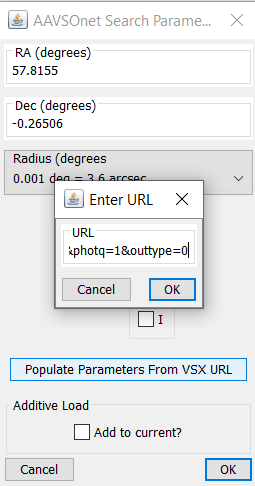 AAVSOnet Search Parame...
RA (degrees)
57.8155
Dec (degrees)
-0.26506
Radius (degrees
0.001 deg = 3.6 arcsec
Enter URL
URL
&photq=1&outtype=0
Cancel
OK
I
Populate Parameters From VSX URL
Additive Load
Add to current?
Cancel
OK